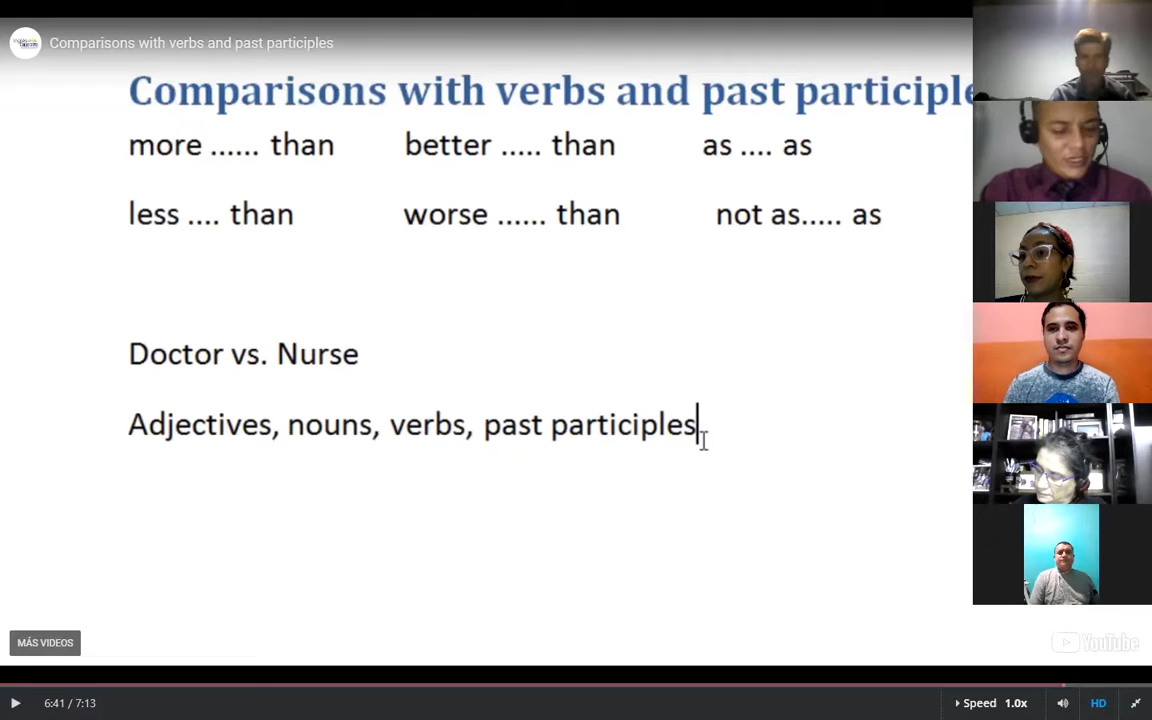 Comparisons with verbs and past participles
Comparisons with verbs and past participle
more ...... than better ..... than as .... as
less .... than worse ...... than not as..... as
Doctor vs. Nurse
Adjectives, nouns, verbs, past participles
MÁS VIDEOS
YouTube
6:41 / 7:13
Speed 1.0x
HD